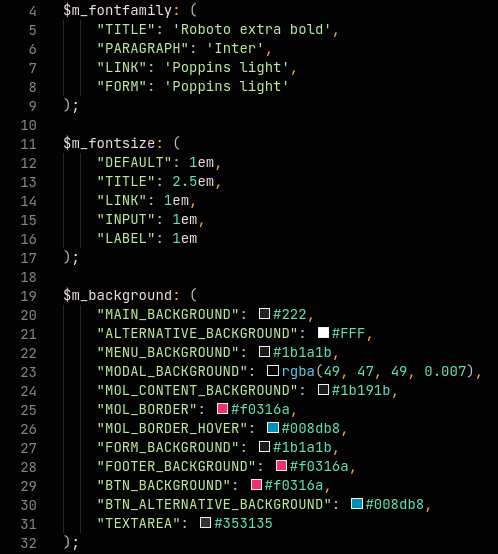 4 $m_fontfamily: (
5 "TITLE": 'Roboto extra bold',
6 "PARAGRAPH": 'Inter',
7 "LINK": 'Poppins light',
8 "FORM": 'Poppins light'
9 );
10
11 $m_fontsize: (
12 "DEFAULT": 1em,
13 "TITLE": 2.5em,
14 "LINK": 1em,
15 "INPUT": 1em,
16 "LABEL": 1em
17 );
18
19 $m_background: (
20 "MAIN_BACKGROUND": #222,
21 "ALTERNATIVE_BACKGROUND": #FFF,
22 "MENU_BACKGROUND": #1b1a1b,
23 "MODAL_BACKGROUND": rgba(49, 47, 49, 0.007),
24 "MOL_CONTENT_BACKGROUND": #1b191b,
25 "MOL_BORDER": #f0316a,
26 "MOL_BORDER_HOVER": #008db8,
27 "FORM_BACKGROUND": #1b1a1b,
28 "FOOTER_BACKGROUND": #f0316a,
29 "BTN_BACKGROUND": #f0316a,
30 "BTN_ALTERNATIVE_BACKGROUND": #008db8,
31 "TEXTAREA": #353135
32 );